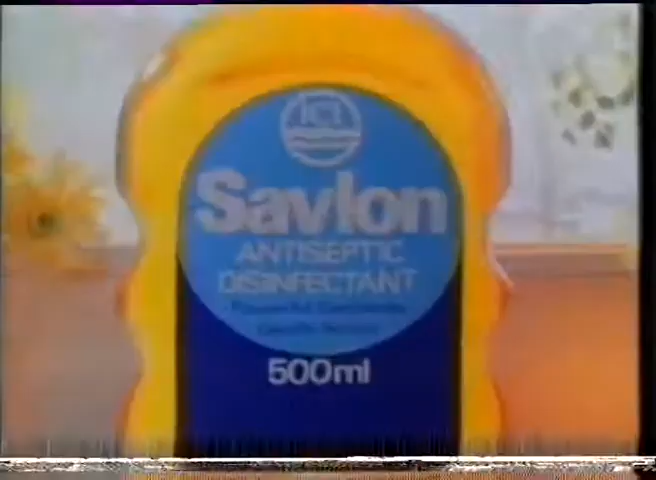 ICI
Savlon
ANTISEPTIC
DISINFECTANT
500ml